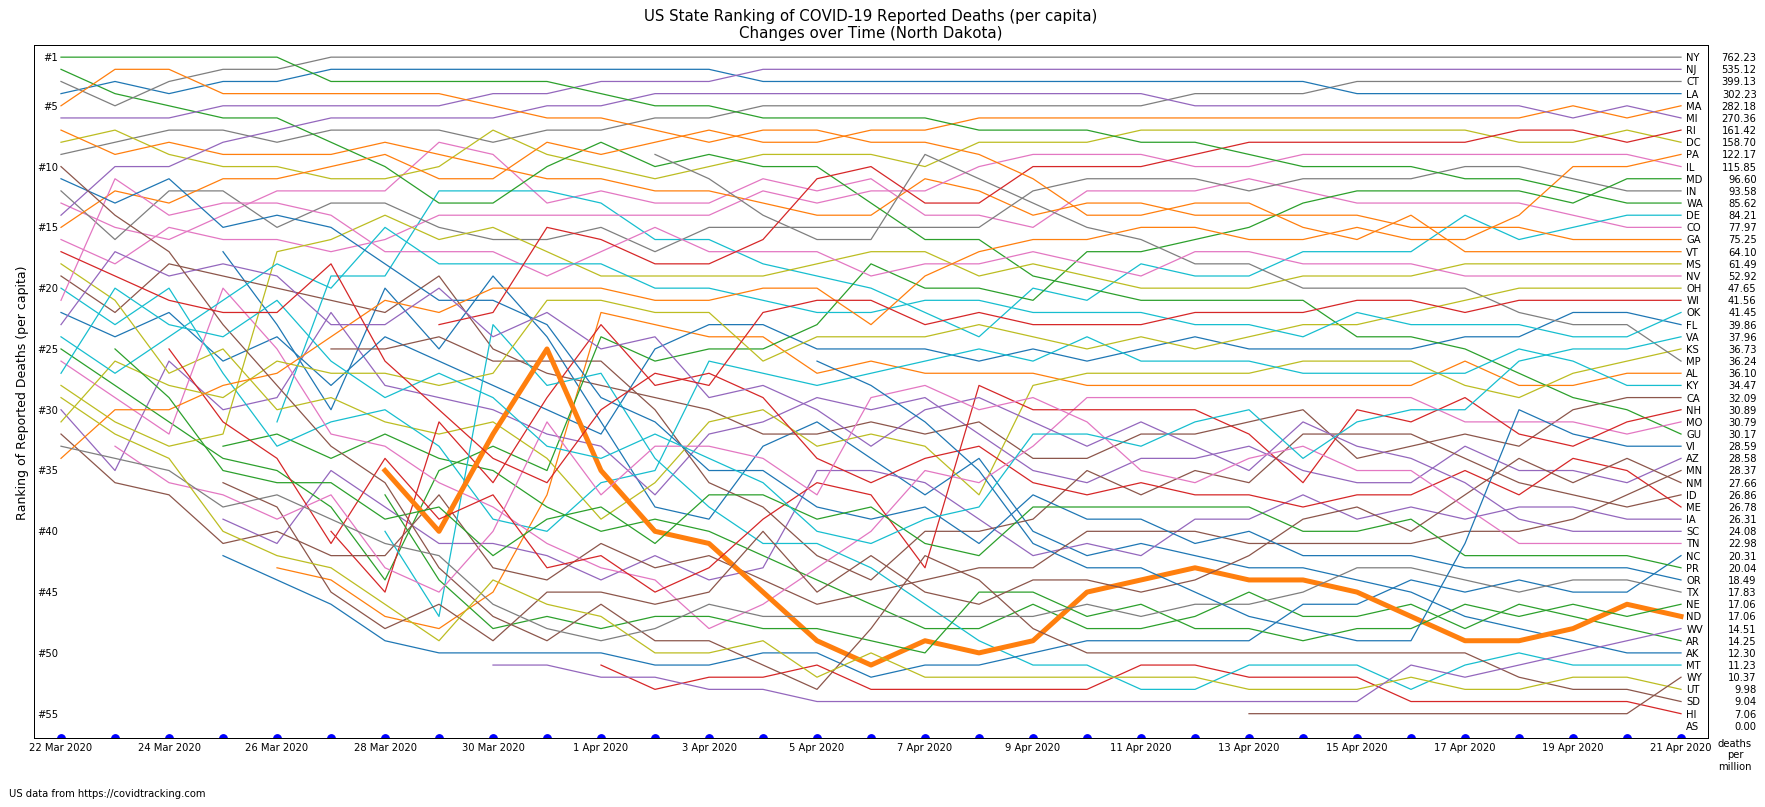 US State Ranking of COVID-19 Reported Deaths (per capita)
Changes over Time (North Dakota)
Ranking of Reported Deaths (per capita)
#1
#5
#10
#15
#20
#25
#30
#35
#40
#45
#50
#55
NY 762.23
NJ 535.12
CT 399.13
LA 302.23
MA 282.18
MI 270.36
RI 161.42
DC 158.70
PA 122.17
IL 115.85
MD 96.60
IN 93.58
WA 85.62
DE 84.21
CO 77.97
GA 75.25
VT 64.10
MS 61.49
NV 52.92
OH 47.65
WI 41.56
OK 41.45
FL 39.86
VA 37.96
KS 36.73
MP 36.24
AL 36.10
KY 34.47
CA 32.09
NH 30.89
MO 30.79
GU 30.17
VI 28.59
AZ 28.58
MN 28.37
NM 27.66
ID 26.86
ME 26.78
IA 26.31
SC 24.08
TN 22.98
NC 20.31
PR 20.04
OR 18.49
TX 17.83
NE 17.06
ND 17.06
WV 14.51
AR 14.25
AK 12.30
MT 11.23
WY 10.37
UT 9.98
SD 9.04
HI 7.06
AS 0.00
22 Mar 2020 24 Mar 2020 26 Mar 2020 28 Mar 2020 30 Mar 2020 1 Apr 2020 3 Apr 2020 5 Apr 2020 7 Apr 2020 9 Apr 2020 11 Apr 2020 13 Apr 2020 15 Apr 2020 17 Apr 2020 19 Apr 2020 21 Apr 2020
deaths
per
million
US data from https://covidtracking.com